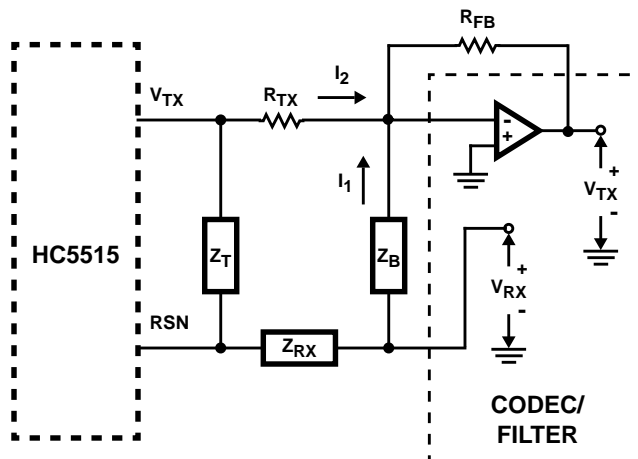 R_FB
I_2
V_TX
R_TX
-
+
I_1
+
V_TX
-
HC5515
Z_T
Z_B
+
V_RX
-
RSN
Z_RX
CODEC/
FILTER